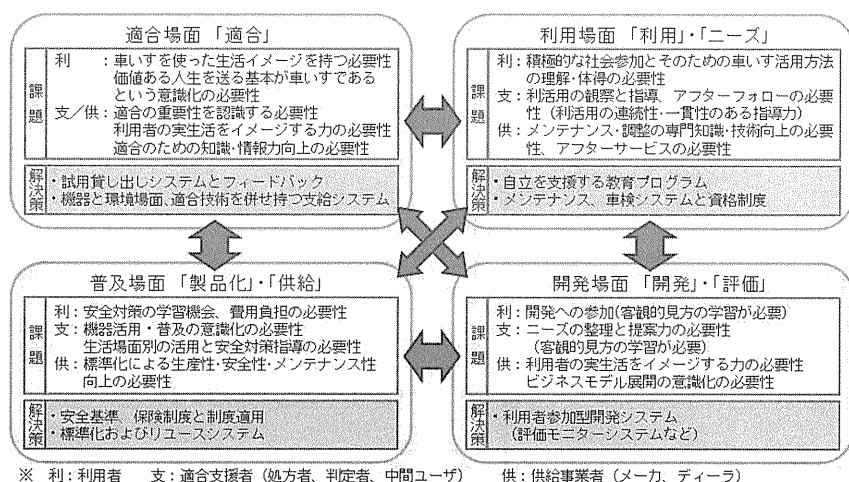 適合場面 「適合」
課題
利 ：車いすを使った生活イメージを持つ必要性
価値ある人生を送る基本が車いすである
という意識化の必要性
支／供：適合の重要性を認識する必要性
利用者の実生活をイメージする力の必要性
適合のための知識・情報力向上の必要性
解決策
・試用貸し出しシステムとフィードバック
・機器と環境場面、適合技術を併せ持つ支給システム
利用場面 「利用」・「ニーズ」
課題
利：積極的な社会参加とそのための車いす活用方法
の理解・体得の必要性
支：利活用の観察と指導、アフターフォローの必要
性（利活用の連続性・一貫性のある指導力）
供：メンテナンス・調整の専門知識・技術向上の必要
性、アフターサービスの必要性
解決策
・自立を支援する教育プログラム
・メンテナンス、車検システムと資格制度
普及場面 「製品化」・「供給」
課題
利：安全対策の学習機会、費用負担の必要性
支：機器活用・普及の意識化の必要性
生活場面別の活用と安全対策指導の必要性
供：標準化による生産性・安全性・メンテナンス性
向上の必要性
解決策
・安全基準、保険制度と制度適用
・標準化およびリユースシステム
開発場面 「開発」・「評価」
課題
利：開発への参加(客観的見方の学習が必要)
支：ニーズの整理と提案力の必要性
（客観的見方の学習が必要）
供：利用者の実生活をイメージする力の必要性
ビジネスモデル展開の意識化の必要性
解決策
・利用者参加型開発システム
（評価モニターシステムなど）
※ 利：利用者 支：適合支援者（処方者、判定者、中間ユーザ） 供：供給事業者（メーカ、ディーラ）